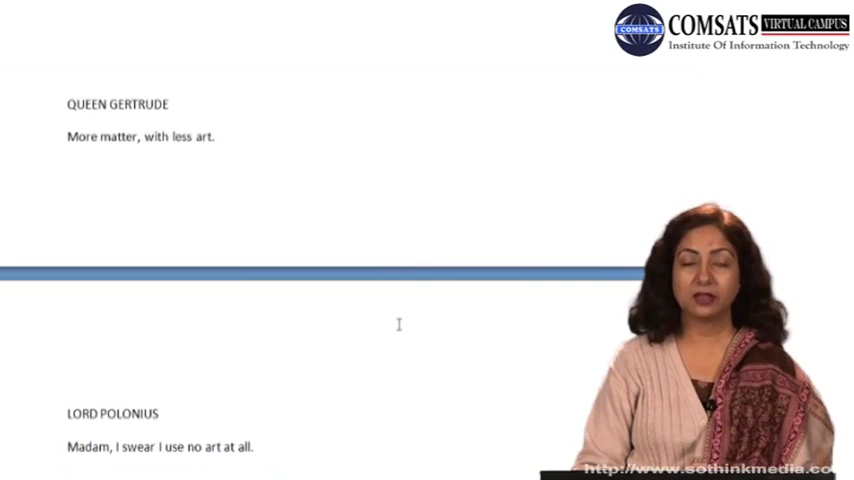 COMSATS VIRTUAL CAMPUS
COMSATS
Institute Of Information Technology
QUEEN GERTRUDE
More matter, with less art.
LORD POLONIUS
Madam, I swear I use no art at all.
http://www.sothinkmedia.co